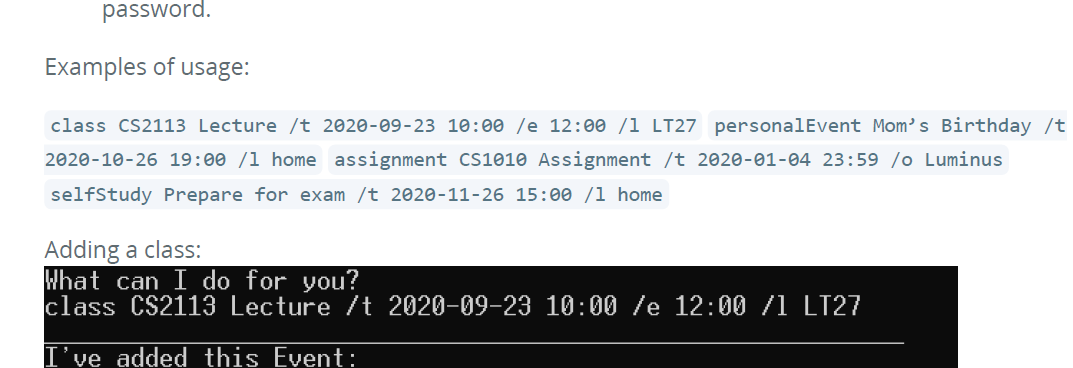 password.
Examples of usage:
class CS2113 Lecture /t 2020-09-23 10:00 /e 12:00 /l LT27 personalEvent Mom’s Birthday /t
2020-10-26 19:00 /l home assignment CS1010 Assignment /t 2020-01-04 23:59 /o Luminus
selfStudy Prepare for exam /t 2020-11-26 15:00 /l home
Adding a class:
What can I do for you?
class CS2113 Lecture /t 2020-09-23 10:00 /e 12:00 /l LT27
I've added this Event: